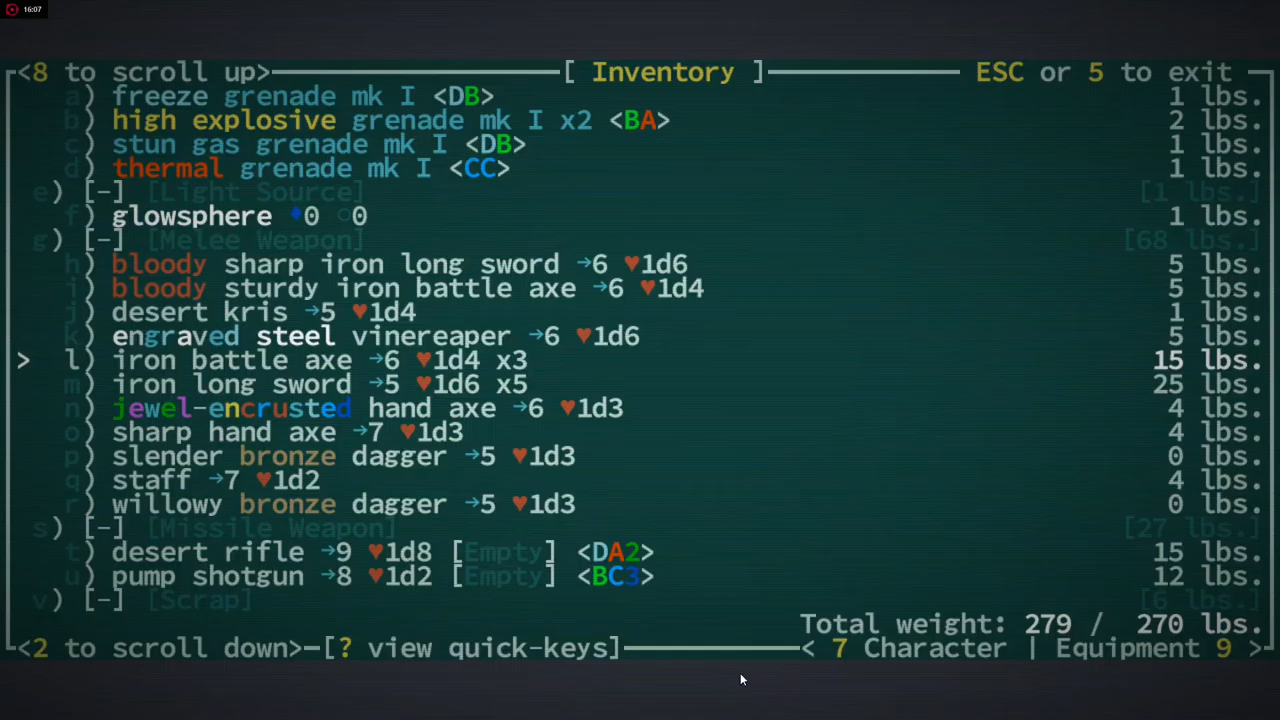 16:07
<8 to scroll up> [ Inventory ] ESC or 5 to exit
a) freeze grenade mk I <DB> 1 lbs.
b) high explosive grenade mk I x2 <BA> 2 lbs.
c) stun gas grenade mk I <DB> 1 lbs.
d) thermal grenade mk I <CC> 1 lbs.
e) [-] [Light Source] [1 lbs.]
f) glowsphere ♦0 ○0 1 lbs.
g) [-] [Melee Weapon] [68 lbs.]
h) bloody sharp iron long sword →6 ♥1d6 5 lbs.
i) bloody sturdy iron battle axe →6 ♥1d4 5 lbs.
j) desert kris →5 ♥1d4 1 lbs.
k) engraved steel vinereaper →6 ♥1d6 5 lbs.
> l) iron battle axe →6 ♥1d4 x3 15 lbs.
m) iron long sword →5 ♥1d6 x5 25 lbs.
n) jewel-encrusted hand axe →6 ♥1d3 4 lbs.
o) sharp hand axe →7 ♥1d3 4 lbs.
p) slender bronze dagger →5 ♥1d3 0 lbs.
q) staff →7 ♥1d2 4 lbs.
r) willowy bronze dagger →5 ♥1d3 0 lbs.
s) [-] [Missile Weapon] [27 lbs.]
t) desert rifle →9 ♥1d8 [Empty] <DA2> 15 lbs.
u) pump shotgun →8 ♥1d2 [Empty] <BC3> 12 lbs.
v) [-] [Scrap] [6 lbs.]
Total weight: 279 / 270 lbs.
<2 to scroll down> [? view quick-keys] < 7 Character | Equipment 9 >